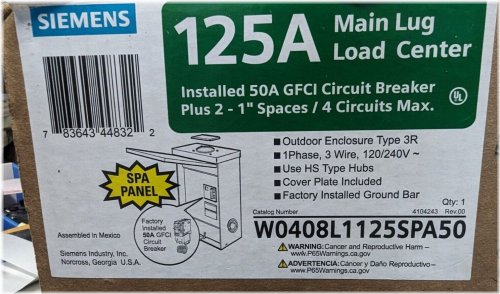 SIEMENS
125A Main Lug
Load Center
Installed 50A GFCI Circuit Breaker
Plus 2 - 1" Spaces / 4 Circuits Max.
UL
7 83643 44832 2
SPA
PANEL
Factory
Installed
50A GFCI
Circuit
Breaker
■ Outdoor Enclosure Type 3R
■ 1Phase, 3 Wire, 120/240V ~
■ Use HS Type Hubs
■ Cover Plate Included
■ Factory Installed Ground Bar
Qty: 1
Catalog Number 4104243 Rev.00
W0408L1125SPA50
Assembled in Mexico
Siemens Industry, Inc.
Norcross, Georgia U.S.A.
⚠WARNING: Cancer and Reproductive Harm –
www.P65Warnings.ca.gov
⚠ADVERTENCIA: Cáncer y Daño Reproductivo –
www.P65Warnings.ca.gov